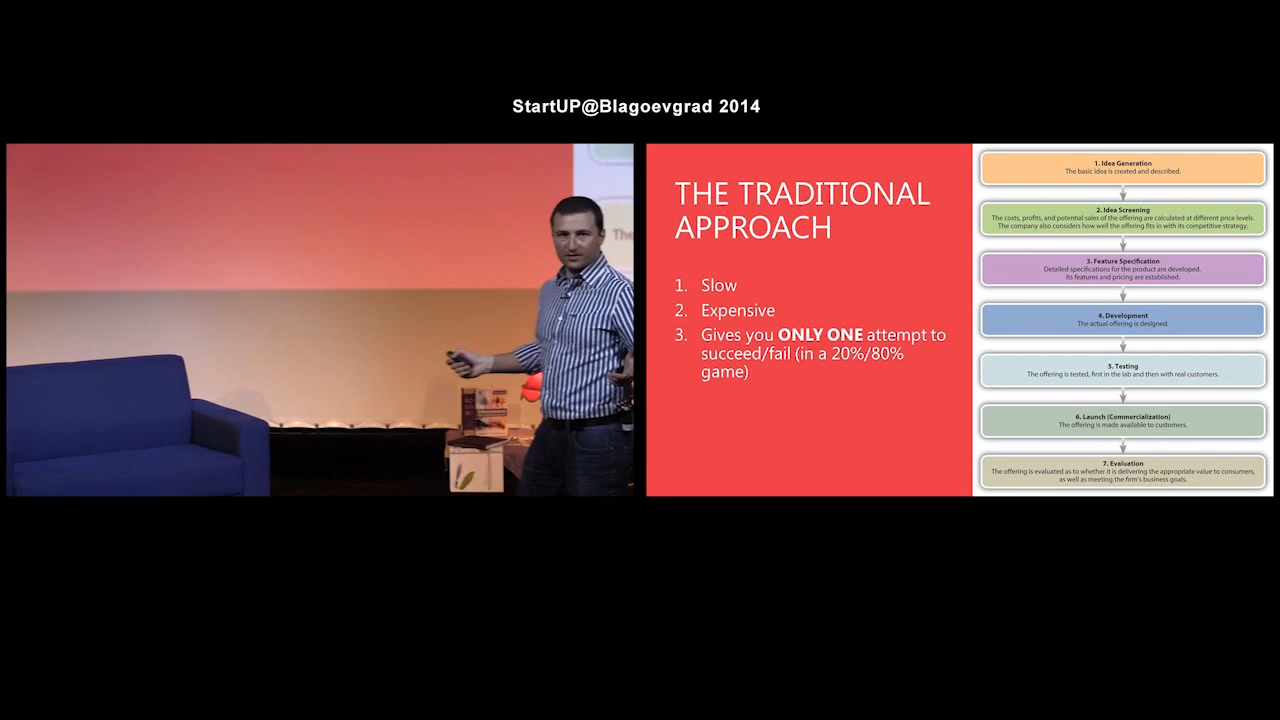 StartUP@Blagoevgrad 2014
THE TRADITIONAL
APPROACH
1. Slow
2. Expensive
3. Gives you ONLY ONE attempt to
succeed/fail (in a 20%/80%
game)
1. Idea Generation
The basic idea is created and described.
2. Idea Screening
The costs, profits, and potential sales of the offering are calculated at different price levels.
The company also considers how well the offering fits in with its competitive strategy.
3. Feature Specification
Detailed specifications for the product are developed.
Its features and pricing are established.
4. Development
The actual offering is designed.
5. Testing
The offering is tested, first in the lab and then with real customers.
6. Launch (Commercialization)
The offering is made available to customers.
7. Evaluation
The offering is evaluated as to whether it is delivering the appropriate value to consumers,
as well as meeting the firm's business goals.
The